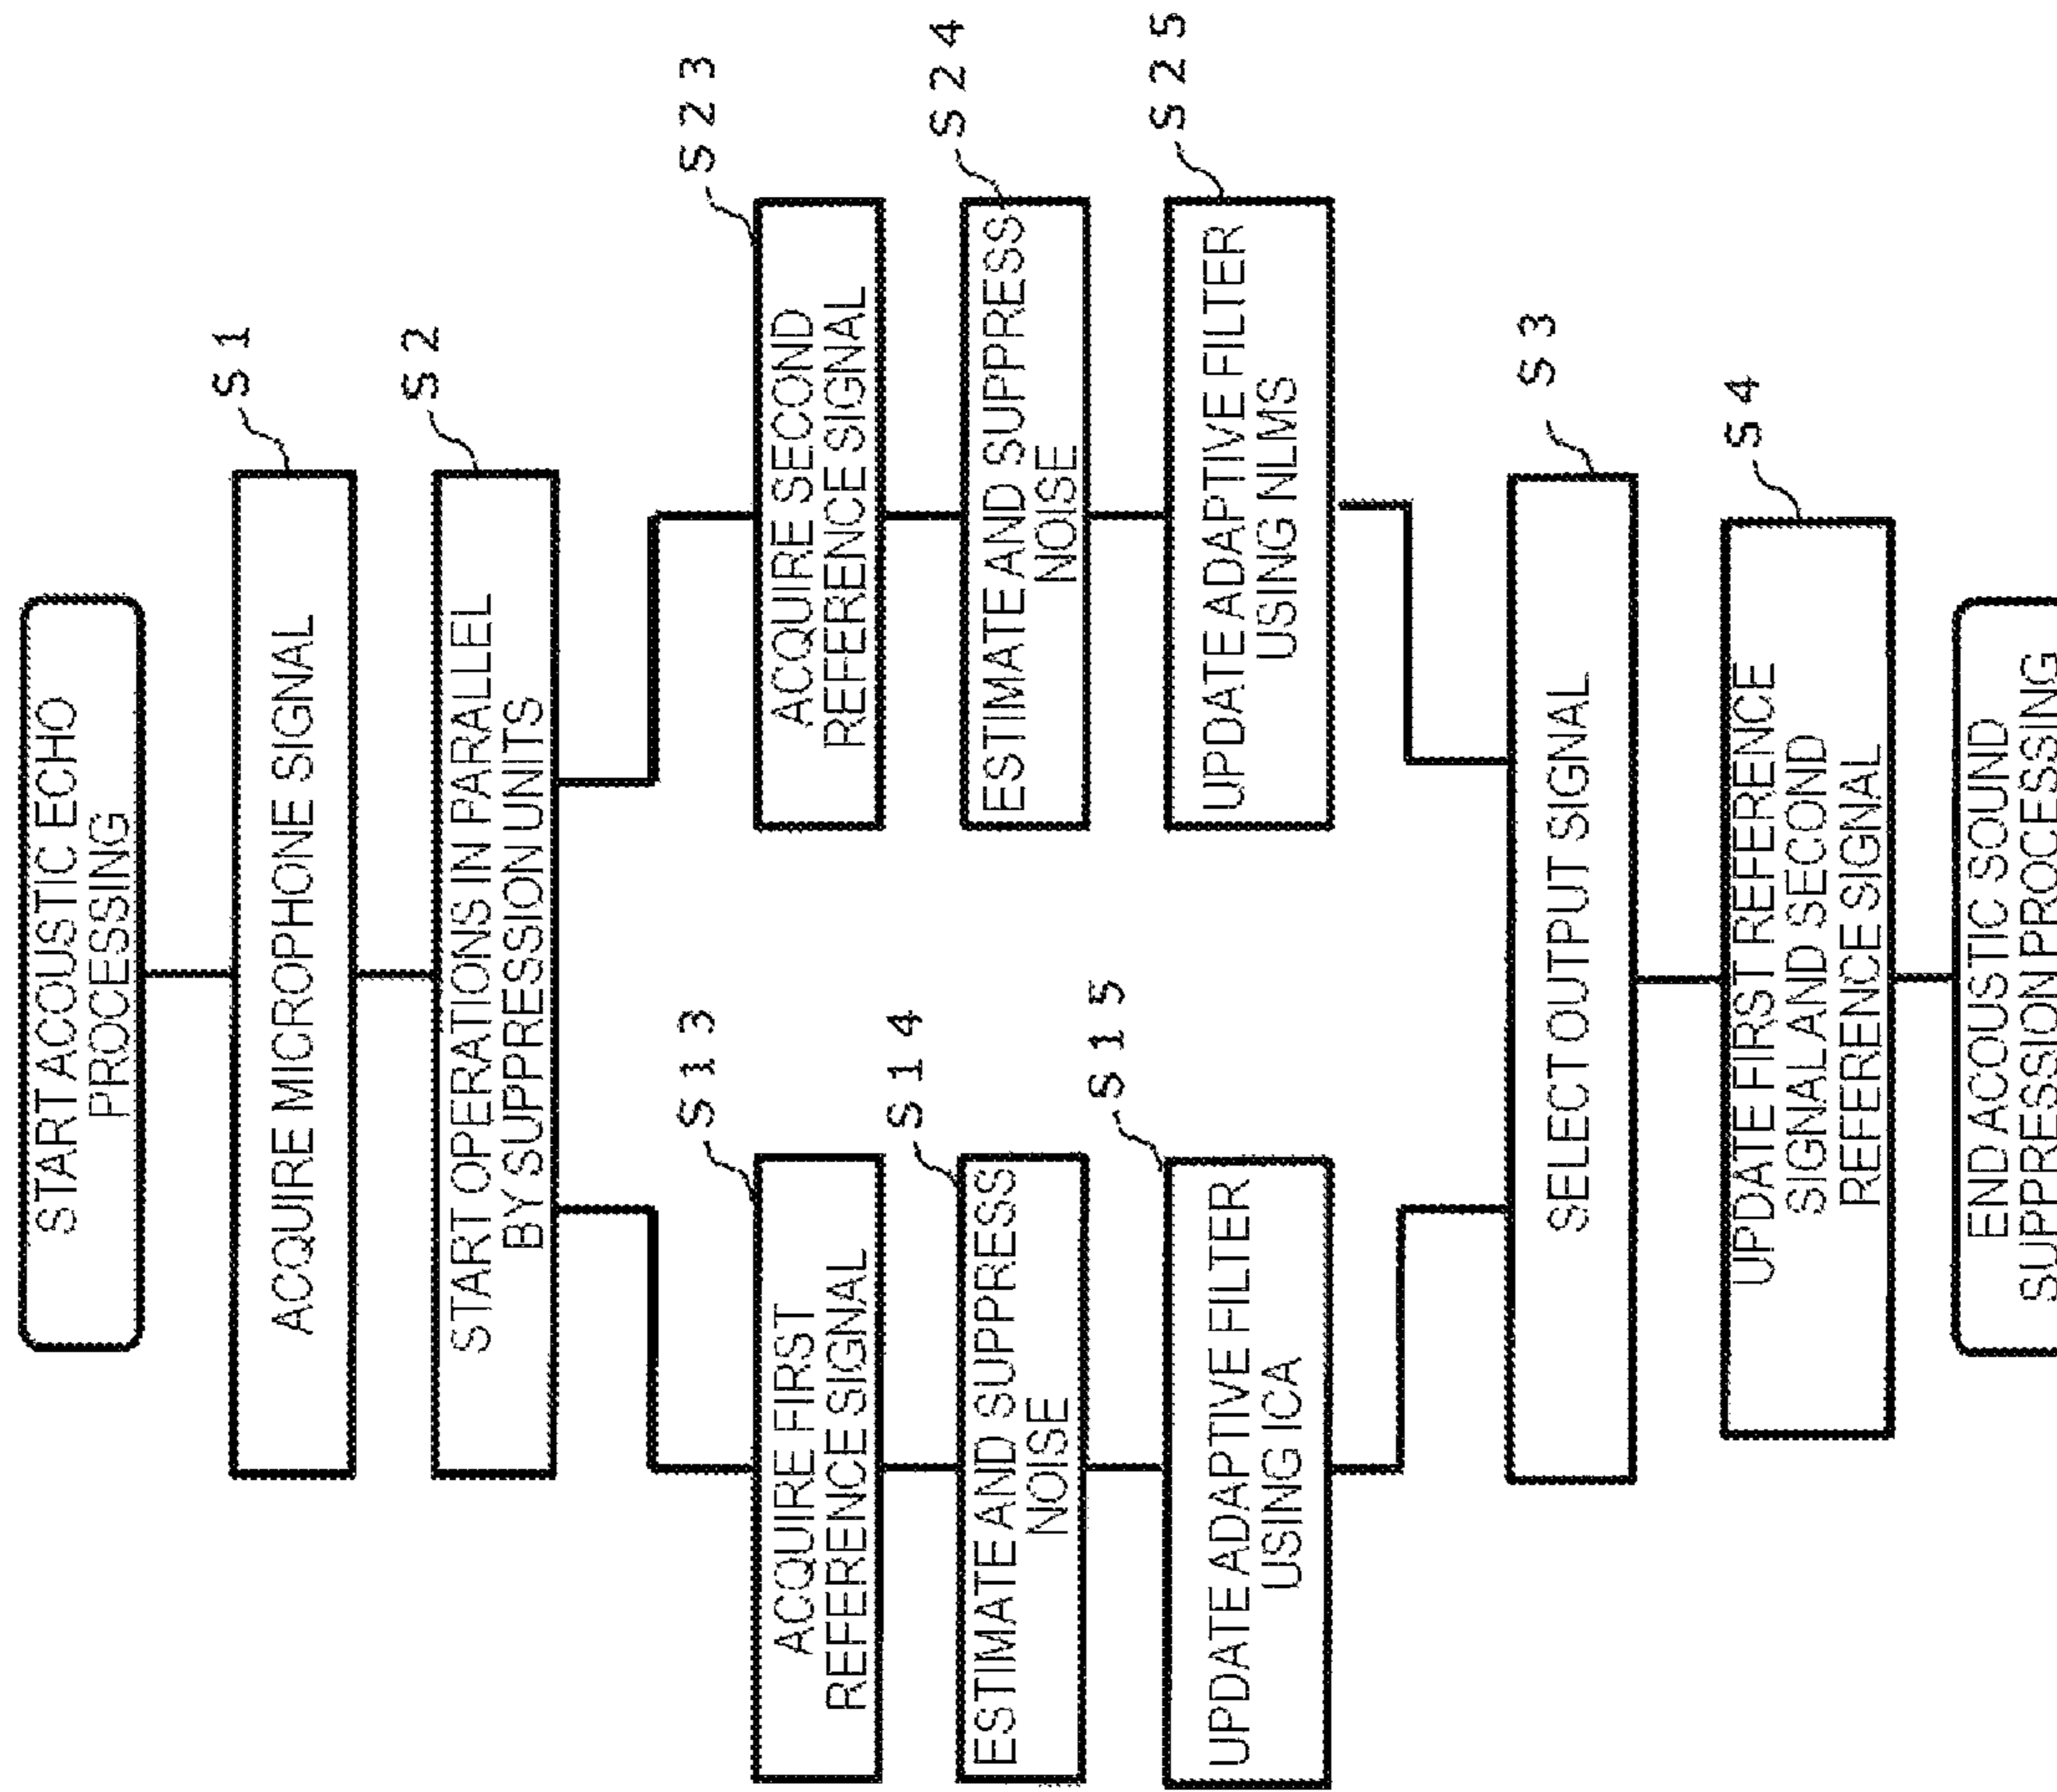 START ACOUSTIC ECHO
PROCESSING
S1
ACQUIRE MICROPHONE SIGNAL
S2
START OPERATIONS IN PARALLEL
BY SUPPRESSION UNITS
S13
ACQUIRE FIRST
REFERENCE SIGNAL
S14
ESTIMATE AND SUPPRESS
NOISE
S15
UPDATE ADAPTIVE FILTER
USING ICA
S23
ACQUIRE SECOND
REFERENCE SIGNAL
S24
ESTIMATE AND SUPPRESS
NOISE
S25
UPDATE ADAPTIVE FILTER
USING NLMS
S3
SELECT OUTPUT SIGNAL
S4
UPDATE FIRST REFERENCE
SIGNAL AND SECOND
REFERENCE SIGNAL
END ACOUSTIC SOUND
SUPPRESSION PROCESSING